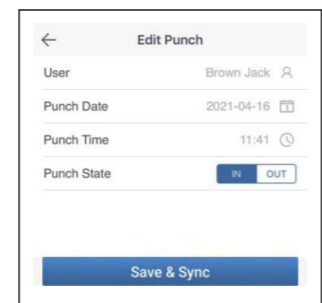 Edit Punch
User Brown Jack
Punch Date 2021-04-16
Punch Time 11:41
Punch State IN OUT
Save & Sync